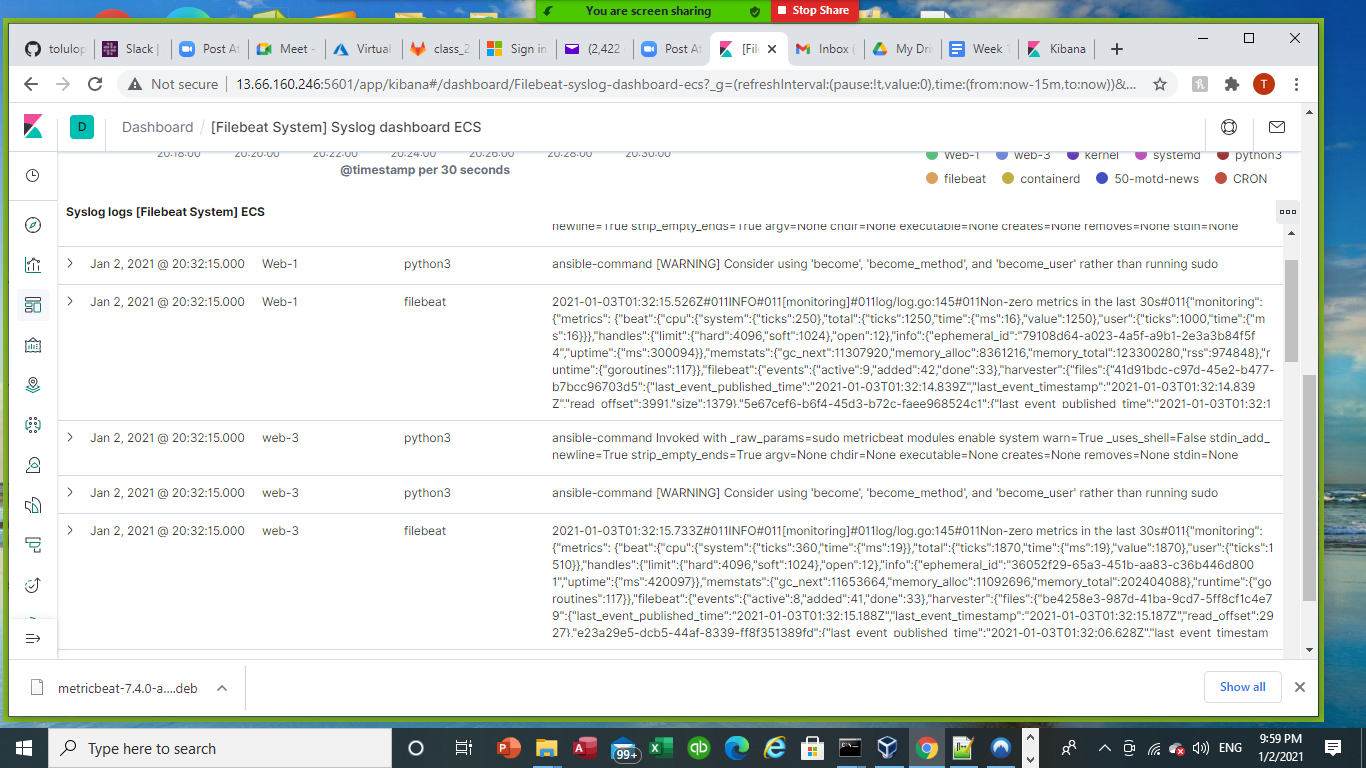 You are screen sharing
Stop Share
tolulop
Slack |
Post At
Meet -
Virtual
class_2
Sign in
(2,422
Post At
[Fil
Inbox (
My Dri
Week 1
Kibana
Not secure
13.66.160.246:5601/app/kibana#/dashboard/Filebeat-syslog-dashboard-ecs?_g=(refreshInterval:(pause:!t,value:0),time:(from:now-15m,to:now))&...
T
D
Dashboard / [Filebeat System] Syslog dashboard ECS
20:18:00 20:20:00 20:22:00 20:24:00 20:26:00 20:28:00 20:30:00
@timestamp per 30 seconds
Web-1 web-3 kernel systemd python3
filebeat containerd 50-motd-news CRON
Syslog logs [Filebeat System] ECS
newline=True strip_empty_ends=True argv=None chdir=None executable=None creates=None removes=None stdin=None
Jan 2, 2021 @ 20:32:15.000 Web-1 python3 ansible-command [WARNING] Consider using 'become', 'become_method', and 'become_user' rather than running sudo
Jan 2, 2021 @ 20:32:15.000 Web-1 filebeat 2021-01-03T01:32:15.526Z#011INFO#011[monitoring]#011log/log.go:145#011Non-zero metrics in the last 30s#011{"monitoring":
{"metrics": {"beat":{"cpu":{"system":{"ticks":250},"total":{"ticks":1250,"time":{"ms":16},"value":1250},"user":{"ticks":1000,"time":{"m
s":16}}},"handles":{"limit":{"hard":4096,"soft":1024},"open":12},"info":{"ephemeral_id":"79108d64-a023-4a5f-a9b1-2e3a3b84f5f
4","uptime":{"ms":300094}},"memstats":{"gc_next":11307920,"memory_alloc":8361216,"memory_total":123300280,"rss":974848},"r
untime":{"goroutines":117}},"filebeat":{"events":{"active":9,"added":42,"done":33},"harvester":{"files":{"41d91bdc-c97d-45e2-b477-
b7bcc96703d5":{"last_event_published_time":"2021-01-03T01:32:14.839Z","last_event_timestamp":"2021-01-03T01:32:14.839
Z","read_offset":3991,"size":1379},"5e67cef6-b6f4-45d3-b72c-faee968524c1":{"last_event_published_time":"2021-01-03T01:32:1
Jan 2, 2021 @ 20:32:15.000 web-3 python3 ansible-command Invoked with _raw_params=sudo metricbeat modules enable system warn=True _uses_shell=False stdin_add_
newline=True strip_empty_ends=True argv=None chdir=None executable=None creates=None removes=None stdin=None
Jan 2, 2021 @ 20:32:15.000 web-3 python3 ansible-command [WARNING] Consider using 'become', 'become_method', and 'become_user' rather than running sudo
Jan 2, 2021 @ 20:32:15.000 web-3 filebeat 2021-01-03T01:32:15.733Z#011INFO#011[monitoring]#011log/log.go:145#011Non-zero metrics in the last 30s#011{"monitoring":
{"metrics": {"beat":{"cpu":{"system":{"ticks":360,"time":{"ms":19}},"total":{"ticks":1870,"time":{"ms":19},"value":1870},"user":{"ticks":1
510}},"handles":{"limit":{"hard":4096,"soft":1024},"open":12},"info":{"ephemeral_id":"36052f29-65a3-451b-aa83-c36b446d800
1","uptime":{"ms":420097}},"memstats":{"gc_next":11653664,"memory_alloc":11092696,"memory_total":202404088},"runtime":{"go
routines":117}},"filebeat":{"events":{"active":8,"added":41,"done":33},"harvester":{"files":{"be4258e3-987d-41ba-9cd7-5ff8cf1c4e7
9":{"last_event_published_time":"2021-01-03T01:32:15.188Z","last_event_timestamp":"2021-01-03T01:32:15.187Z","read_offset":29
27},"e23a29e5-dcb5-44af-8339-ff8f351389fd":{"last_event_published_time":"2021-01-03T01:32:06.628Z","last_event_timestam
metricbeat-7.4.0-a....deb
Show all
Type here to search
99+
ENG
9:59 PM
1/2/2021